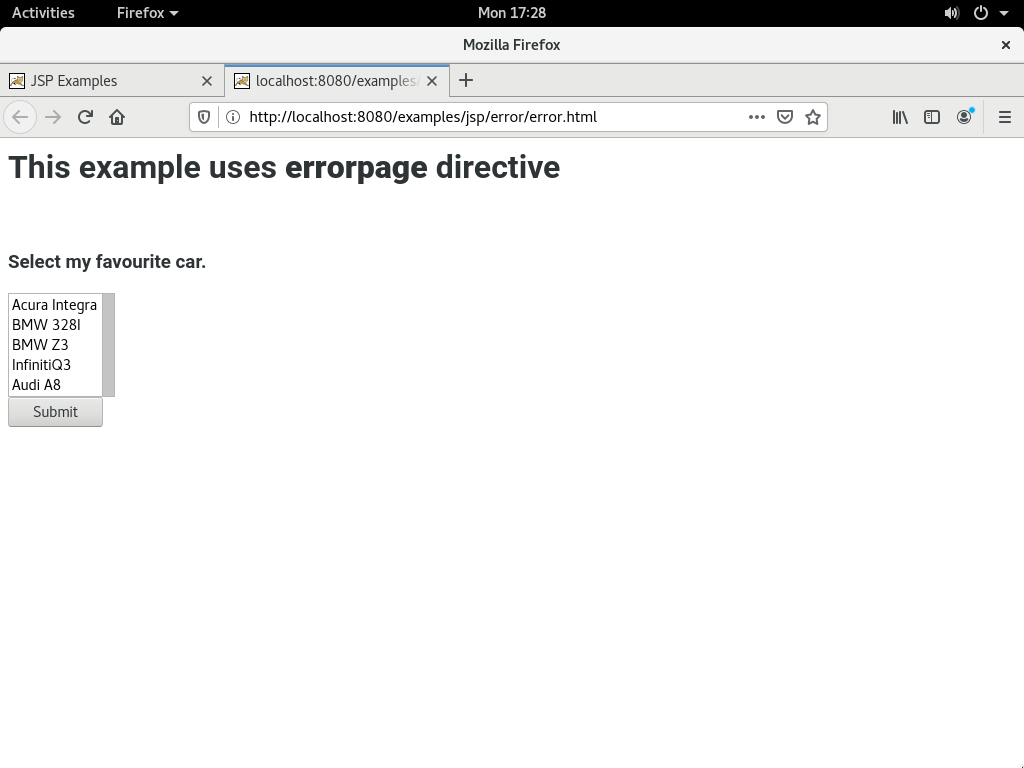 Activities Firefox Mon 17:28
Mozilla Firefox
JSP Examples localhost:8080/examples/
http://localhost:8080/examples/jsp/error/error.html
This example uses errorpage directive
Select my favourite car.
Acura Integra
BMW 328I
BMW Z3
InfinitiQ3
Audi A8
Submit